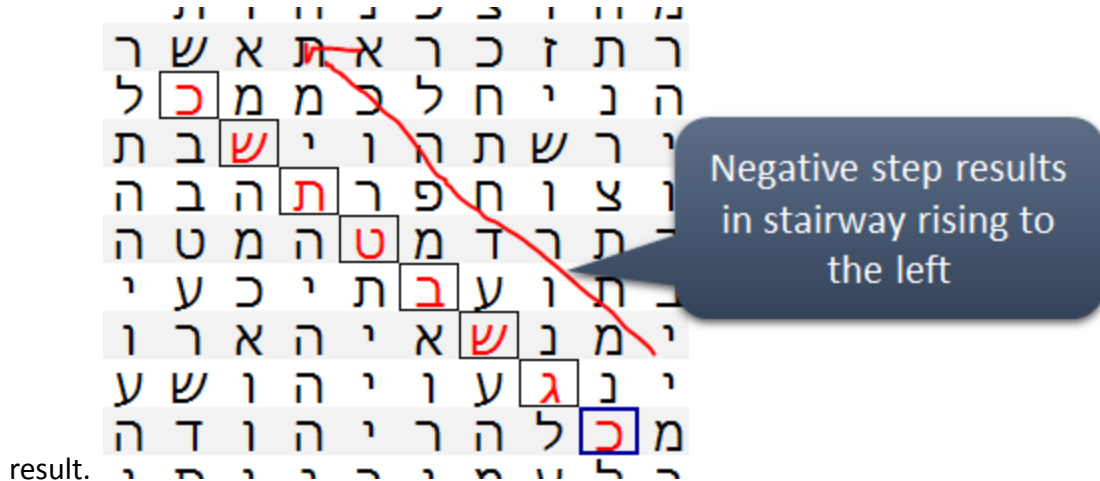 ר ת ז כ ר א ת א ש ר
ה נ י ח ל כ מ מ כ ל
י ר ש ת ה ו י ש ב ת
צ ו ח פ ר ת ה ב ה
ת ר ד מ ט ה מ ט ה
ת ו ע ב ת י כ ע י
י מ נ ש א י ה א ר ו
י נ ג ע ו י ה ו ש ע
מ כ ל ה ר י ה ו ד ה
Negative step results
in stairway rising to
the left
result.